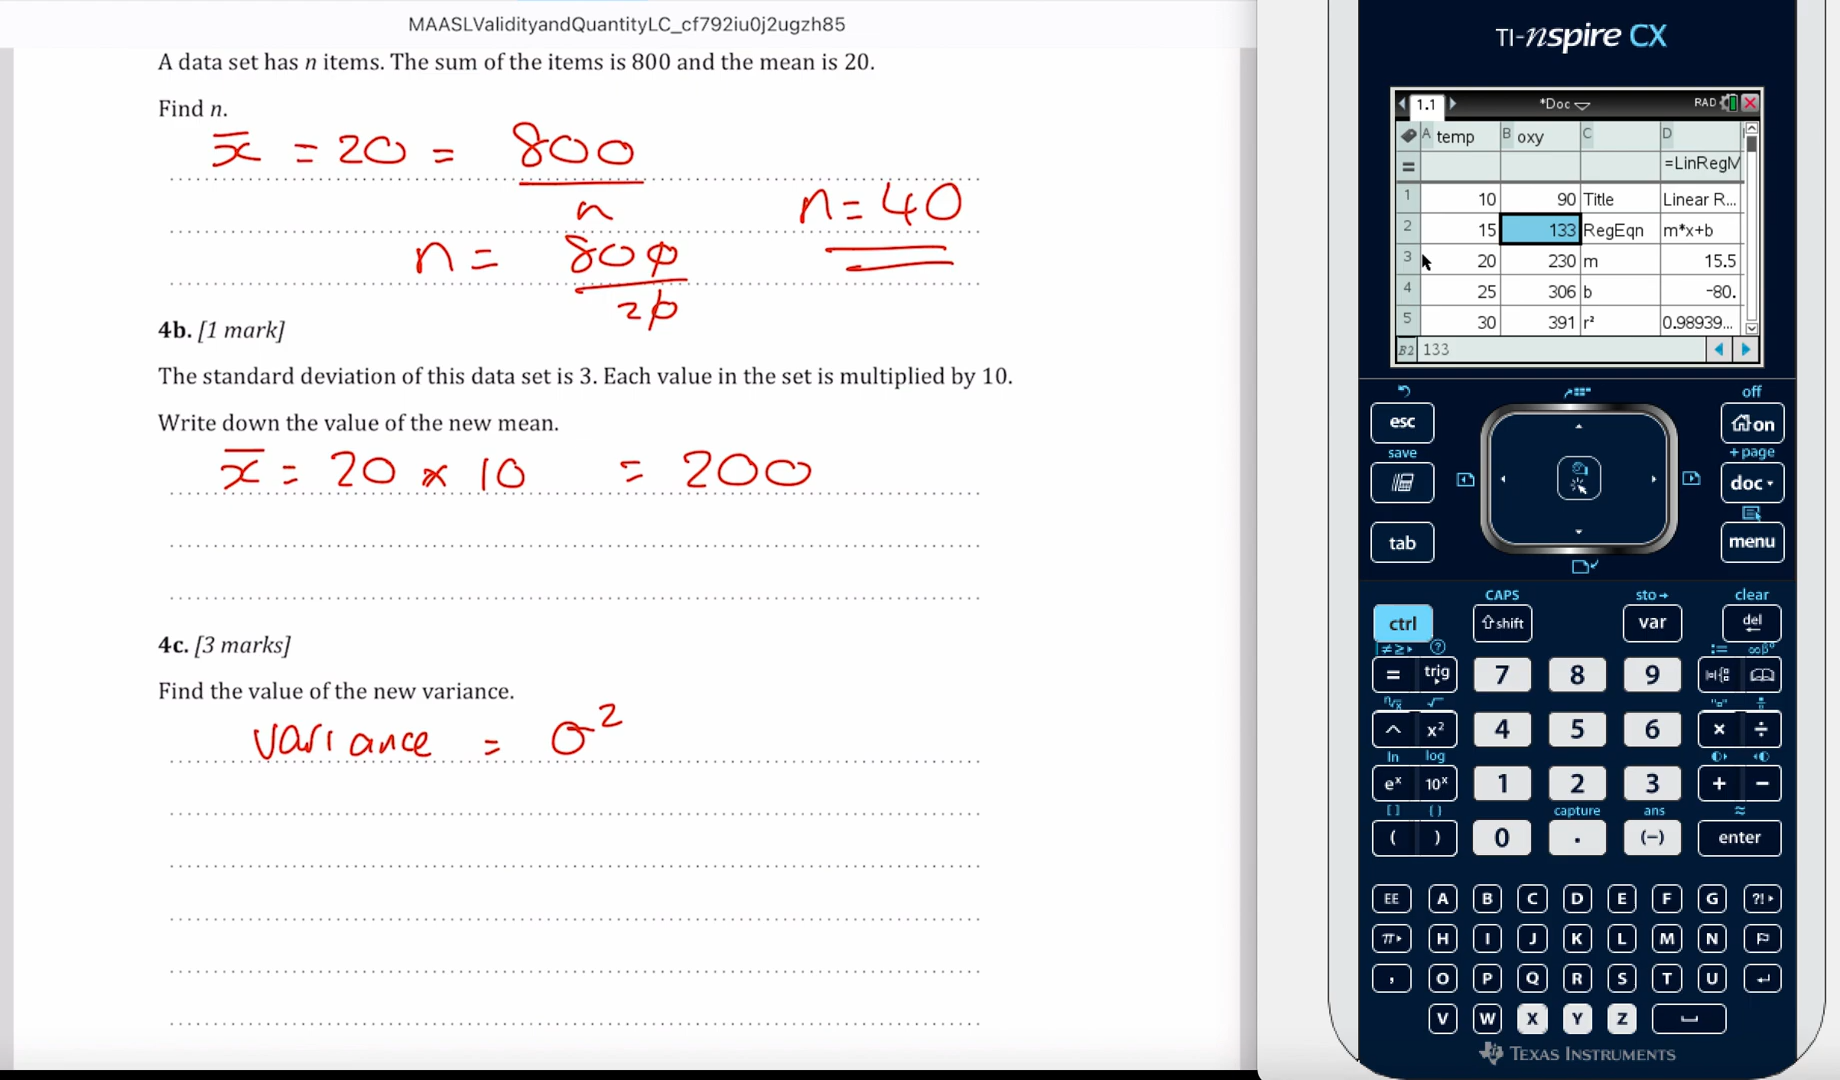 MAASLValidityandQuantityLC_cf792iu0j2ugzh85
A data set has n items. The sum of the items is 800 and the mean is 20.
Find n.
x̄ = 20 = 800/n
n = 40
n = 800/20
4b. [1 mark]
The standard deviation of this data set is 3. Each value in the set is multiplied by 10.
Write down the value of the new mean.
x̄ = 20 × 10 = 200
4c. [3 marks]
Find the value of the new variance.
variance = σ²
TI-nspire CX
1.1 *Doc RAD
A temp B oxy C D
= =LinRegM
1 10 90 Title Linear R...
2 15 133 RegEqn m*x+b
3 20 230 m 15.5
4 25 306 b -80.
5 30 391 r² 0.98939...
B2 133
off
esc on
save +page
doc
tab menu
CAPS sto→ clear
ctrl shift var del
|≠≥▸ ? := ∞β°
= trig 7 8 9
ⁿ√x √ "▫"
^ x² 4 5 6 × ÷
ln log
eˣ 10ˣ 1 2 3 + −
[] {} capture ans ≈
( ) 0 . (−) enter
EE A B C D E F G ?!▸
π▸ H I J K L M N
, O P Q R S T U
V W X Y Z
TEXAS INSTRUMENTS